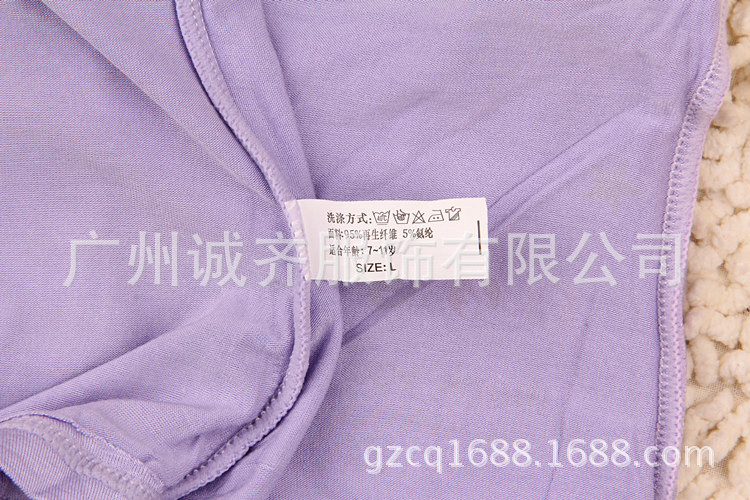 洗涤方式:
面料:95%再生纤维 5%氨纶
适合年龄: 7-1岁
SIZE: L
广州诚齐服饰有限公司
gzcq1688.1688.com